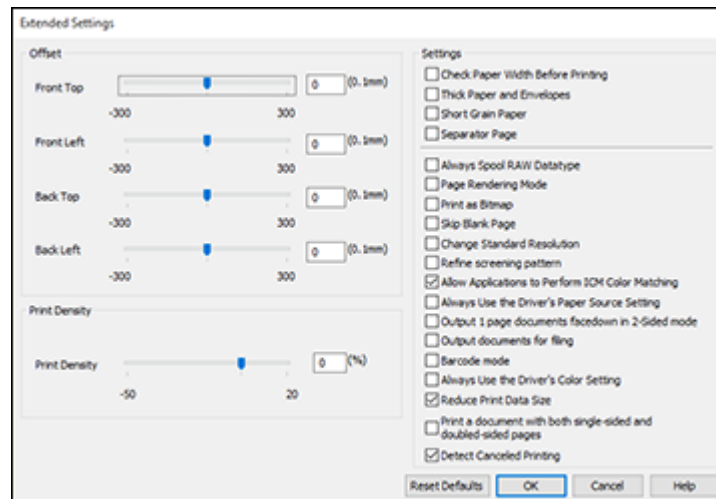 Extended Settings
Offset
Front Top
0
(0.1mm)
-300
300
Front Left
0
(0.1mm)
-300
300
Back Top
0
(0.1mm)
-300
300
Back Left
0
(0.1mm)
-300
300
Print Density
Print Density
0
(%)
-50
20
Settings
Check Paper Width Before Printing
Thick Paper and Envelopes
Short Grain Paper
Separator Page
Always Spool RAW Datatype
Page Rendering Mode
Print as Bitmap
Skip Blank Page
Change Standard Resolution
Refine screening pattern
Allow Applications to Perform ICM Color Matching
Always Use the Driver's Paper Source Setting
Output 1 page documents facedown in 2-Sided mode
Output documents for filing
Barcode mode
Always Use the Driver's Color Setting
Reduce Print Data Size
Print a document with both single-sided and
doubled-sided pages
Detect Canceled Printing
Reset Defaults
OK
Cancel
Help